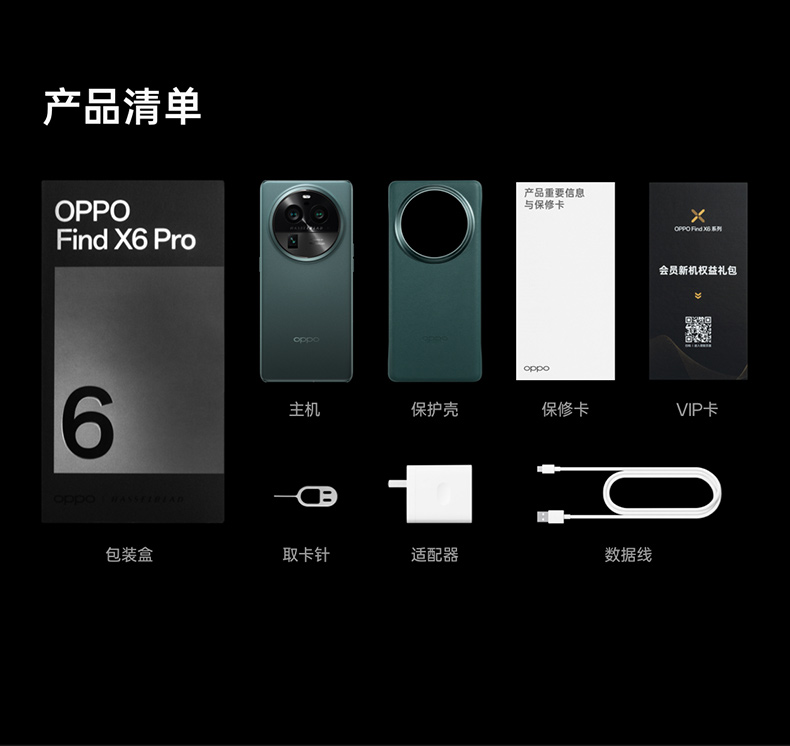 产品清单
OPPO
Find X6 Pro
6
oppo
HASSELBLAD
包装盒
HASSELBLAD
oppo
主机
保护壳
产品重要信息
与保修卡
oppo
保修卡
OPPO Find X6 系列
会员新机权益礼包
VIP卡
取卡针
适配器
数据线